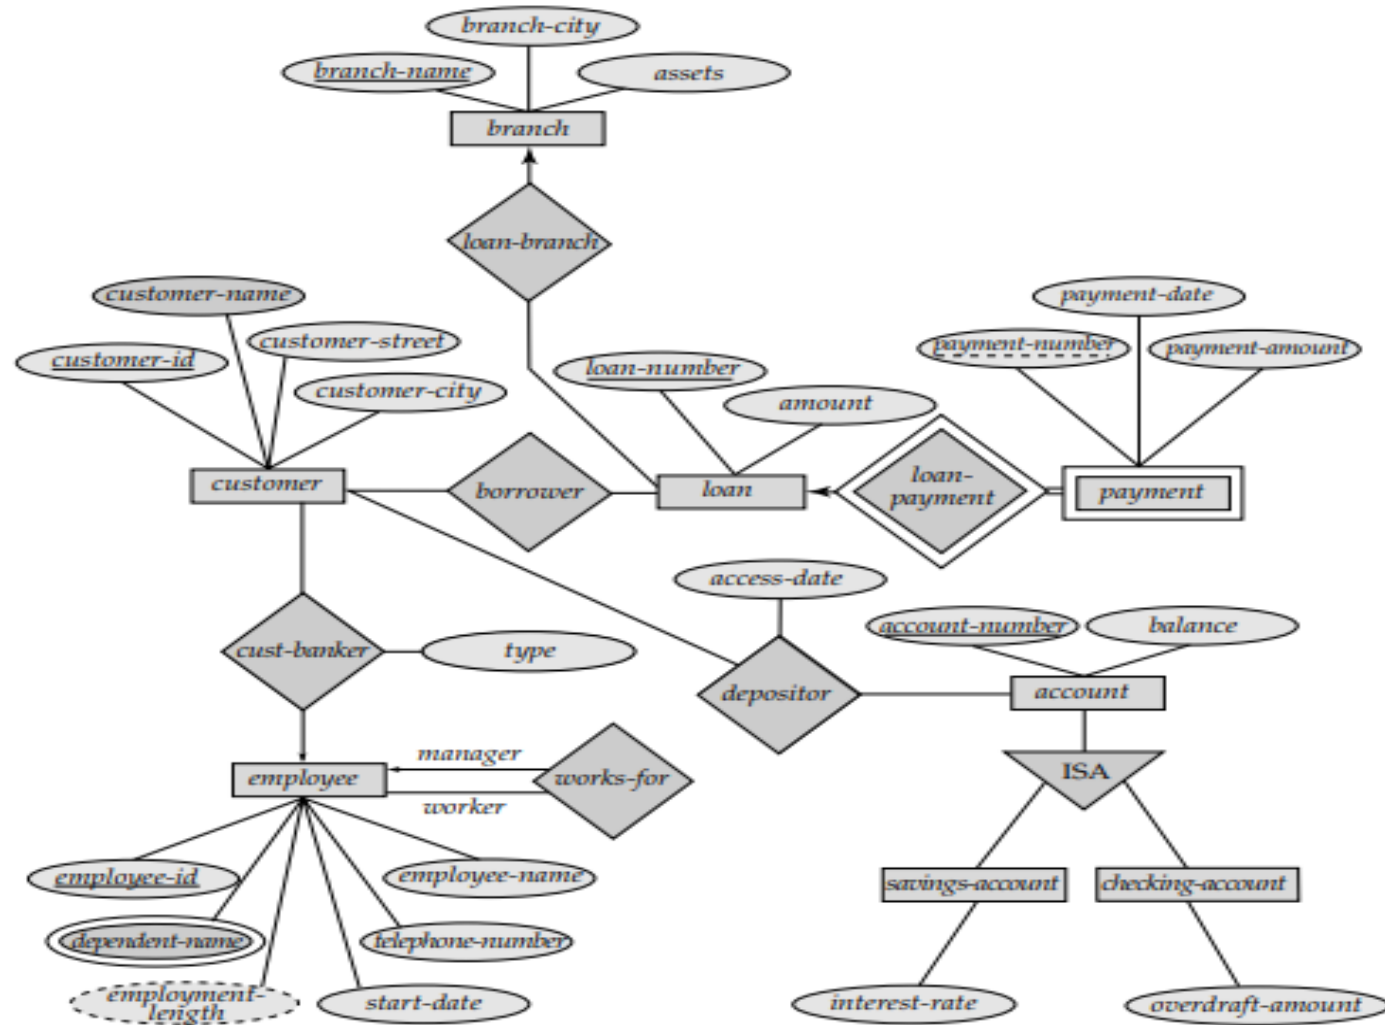 branch-city
branch-name
assets
branch
loan-branch
customer-name
customer-street
customer-id
customer-city
payment-date
payment-number
payment-amount
loan-number
amount
customer
borrower
loan
loan-
payment
payment
access-date
account-number
balance
cust-banker
type
depositor
account
manager
employee
works-for
worker
ISA
employee-id
employee-name
savings-account
checking-account
dependent-name
telephone-number
employment-
length
start-date
interest-rate
overdraft-amount